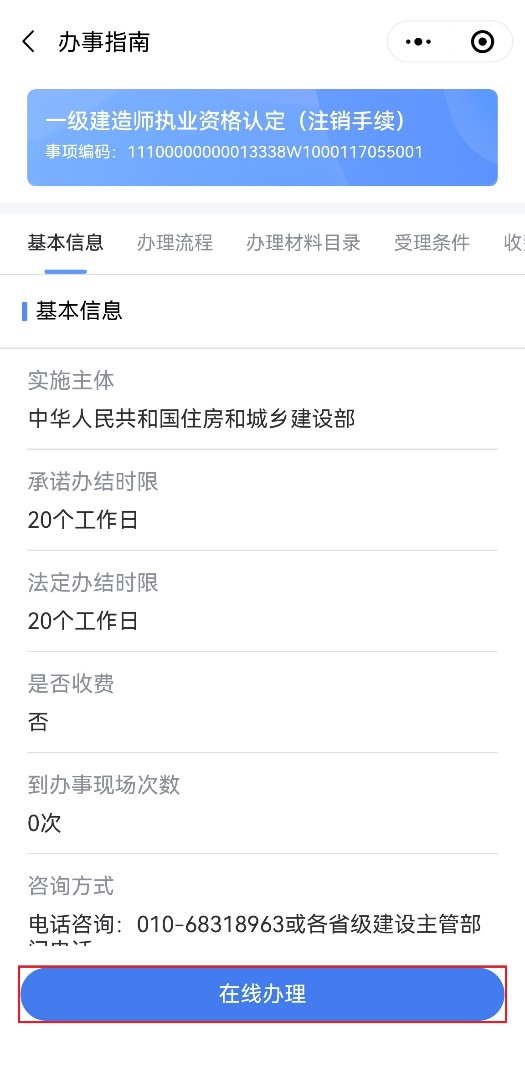 办事指南
一级建造师执业资格认定（注销手续）
事项编码：11100000000013338W1000117055001
基本信息 办理流程 办理材料目录 受理条件 收
基本信息
实施主体
中华人民共和国住房和城乡建设部
承诺办结时限
20个工作日
法定办结时限
20个工作日
是否收费
否
到办事现场次数
0次
咨询方式
电话咨询：010-68318963或各省级建设主管部
门电话
在线办理